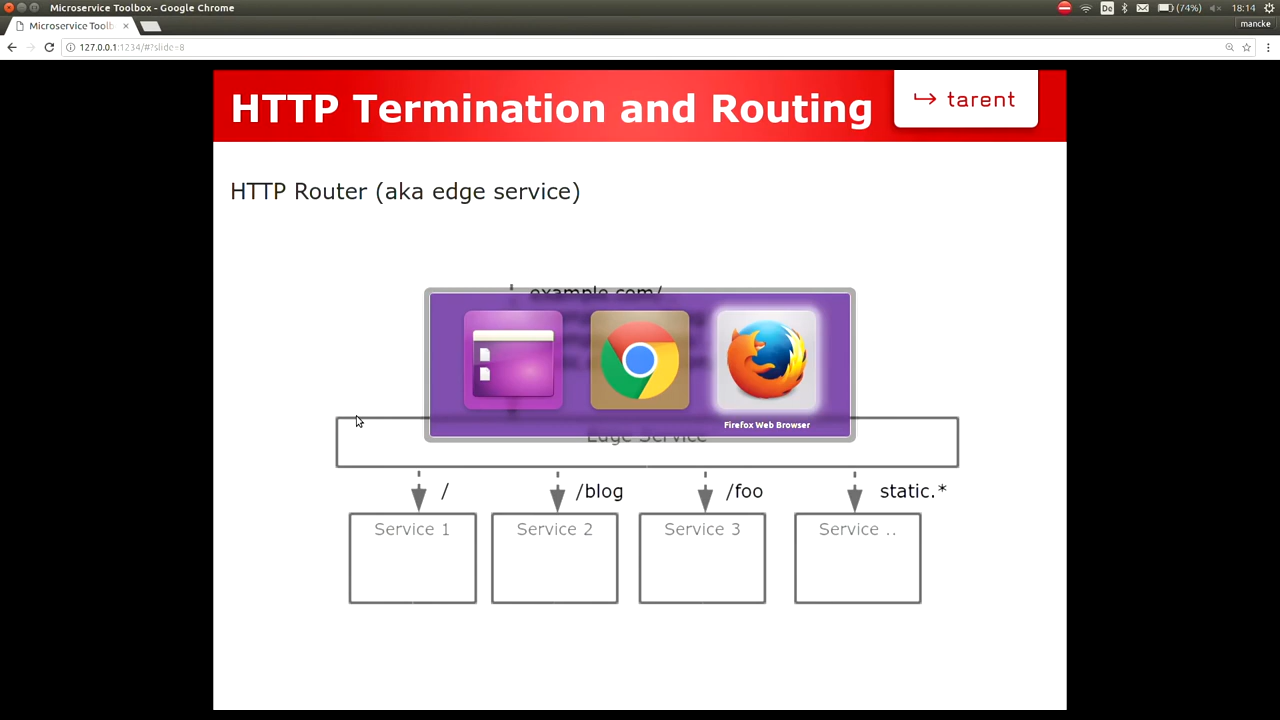 Microservice Toolbox - Google Chrome
De
(74%)
18:14
Microservice Toolb
mancke
127.0.0.1:1234/#?slide=8
HTTP Termination and Routing
tarent
HTTP Router (aka edge service)
example.com/
Firefox Web Browser
Edge Service
/
/blog
/foo
static.*
Service 1
Service 2
Service 3
Service ..